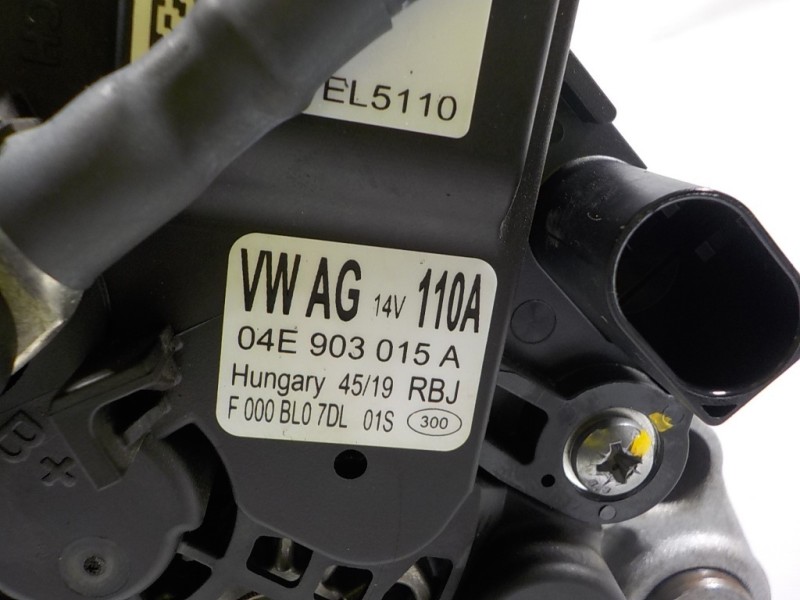 EL5110
VW AG 14V 110A
04E 903 015 A
Hungary 45/19 RBJ
F 000 BL0 7DL 01S 300
B+